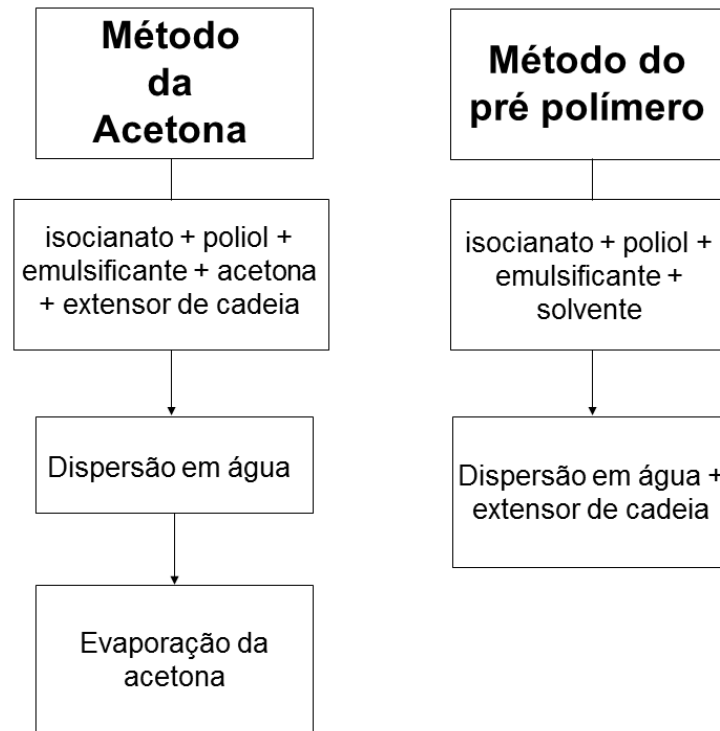 Método
da
Acetona
isocianato + poliol +
emulsificante + acetona
+ extensor de cadeia
Dispersão em água
Evaporação da
acetona
Método do
pré polímero
isocianato + poliol +
emulsificante +
solvente
Dispersão em água +
extensor de cadeia